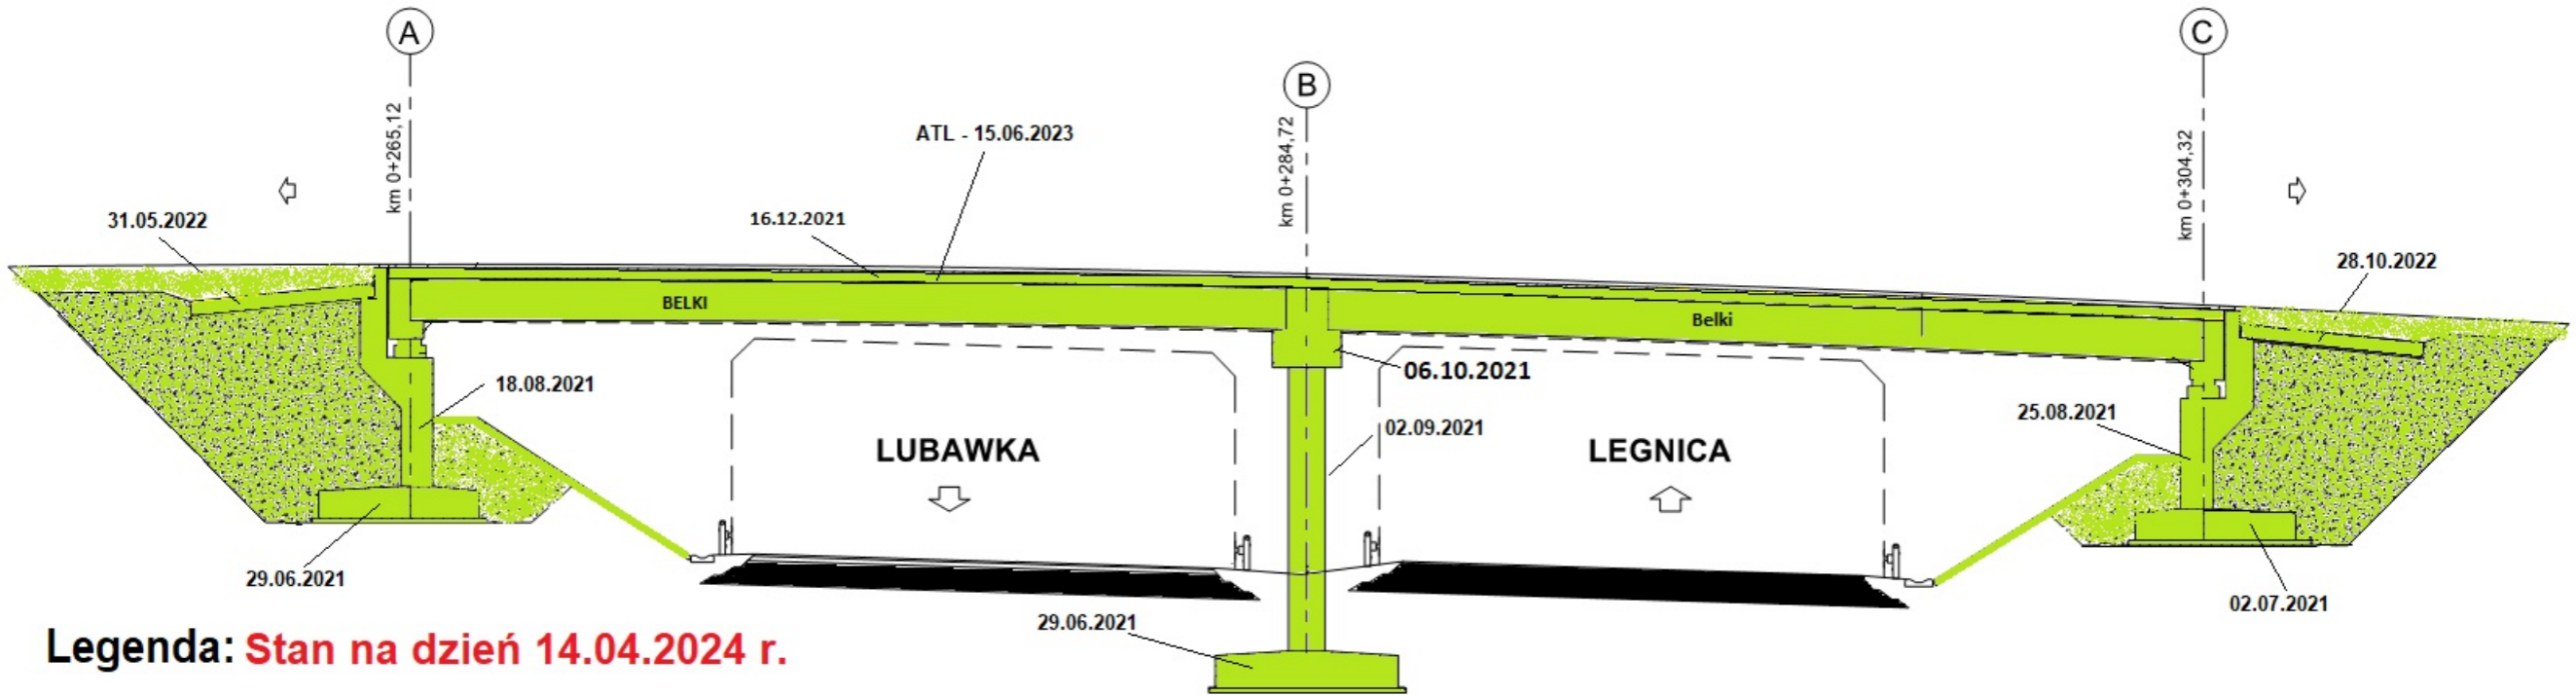 A
B
C
km 0+265,12
km 0+284,72
km 0+304,32
ATL - 15.06.2023
31.05.2022
16.12.2021
28.10.2022
BELKI
Belki
06.10.2021
18.08.2021
25.08.2021
02.09.2021
LUBAWKA
LEGNICA
29.06.2021
02.07.2021
29.06.2021
Legenda: Stan na dzień 14.04.2024 r.